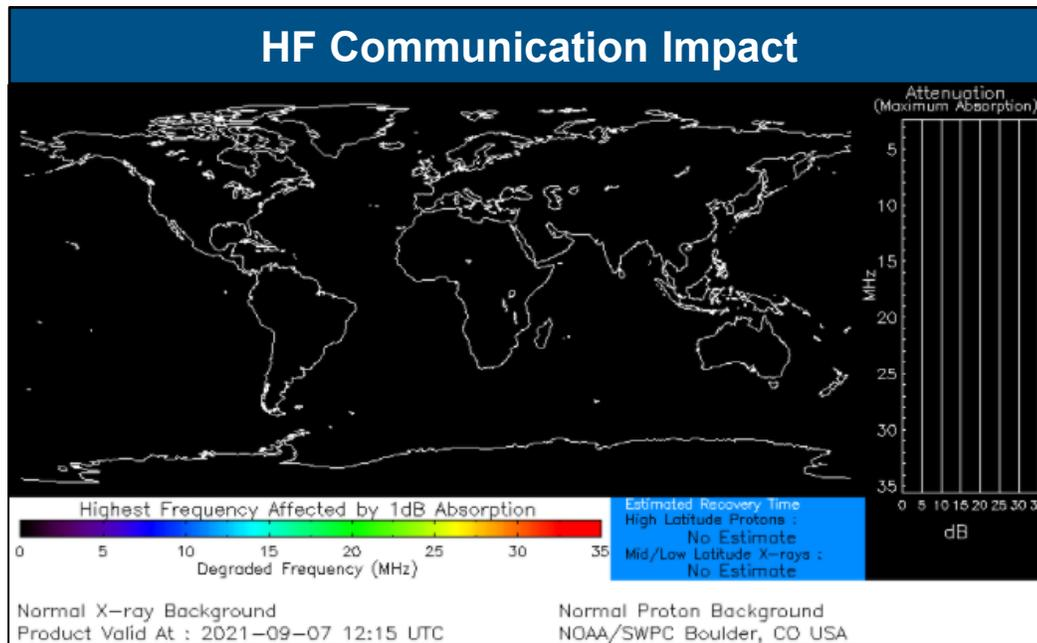 HF Communication Impact
Attenuation
(Maximum Absorption)
5
10
15
20
25
30
35
MHz
0 5 10 15 20 25 30
dB
Highest Frequency Affected by 1dB Absorption
0 5 10 15 20 25 30 35
Degraded Frequency (MHz)
Estimated Recovery Time
High Latitude Protons :
No Estimate
Mid/Low Latitude X-rays :
No Estimate
Normal X-ray Background
Normal Proton Background
Product Valid At : 2021-09-07 12:15 UTC
NOAA/SWPC Boulder, CO USA